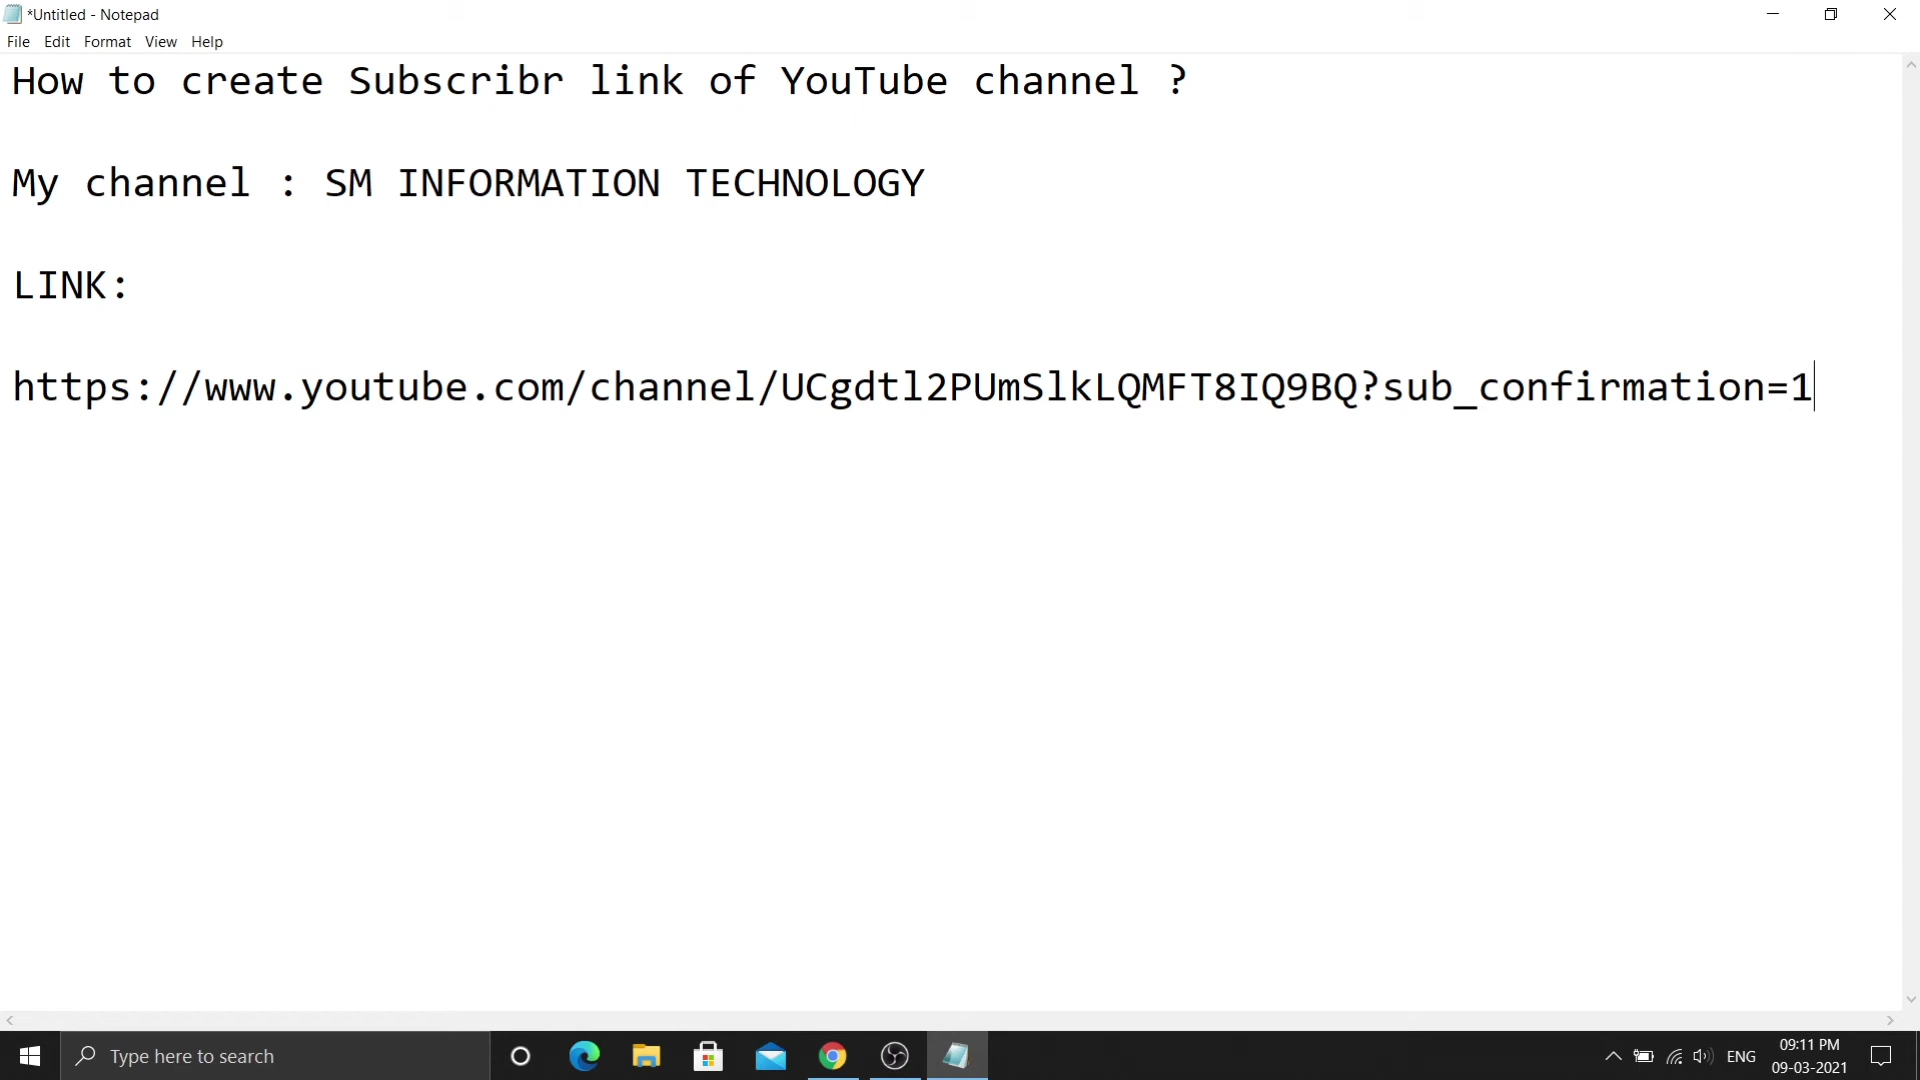 *Untitled - Notepad
File Edit Format View Help
How to create Subscribr link of YouTube channel ?
My channel : SM INFORMATION TECHNOLOGY
LINK:
https://www.youtube.com/channel/UCgdtl2PUmSlkLQMFT8IQ9BQ?sub_confirmation=1
Type here to search
ENG
09:11 PM
09-03-2021